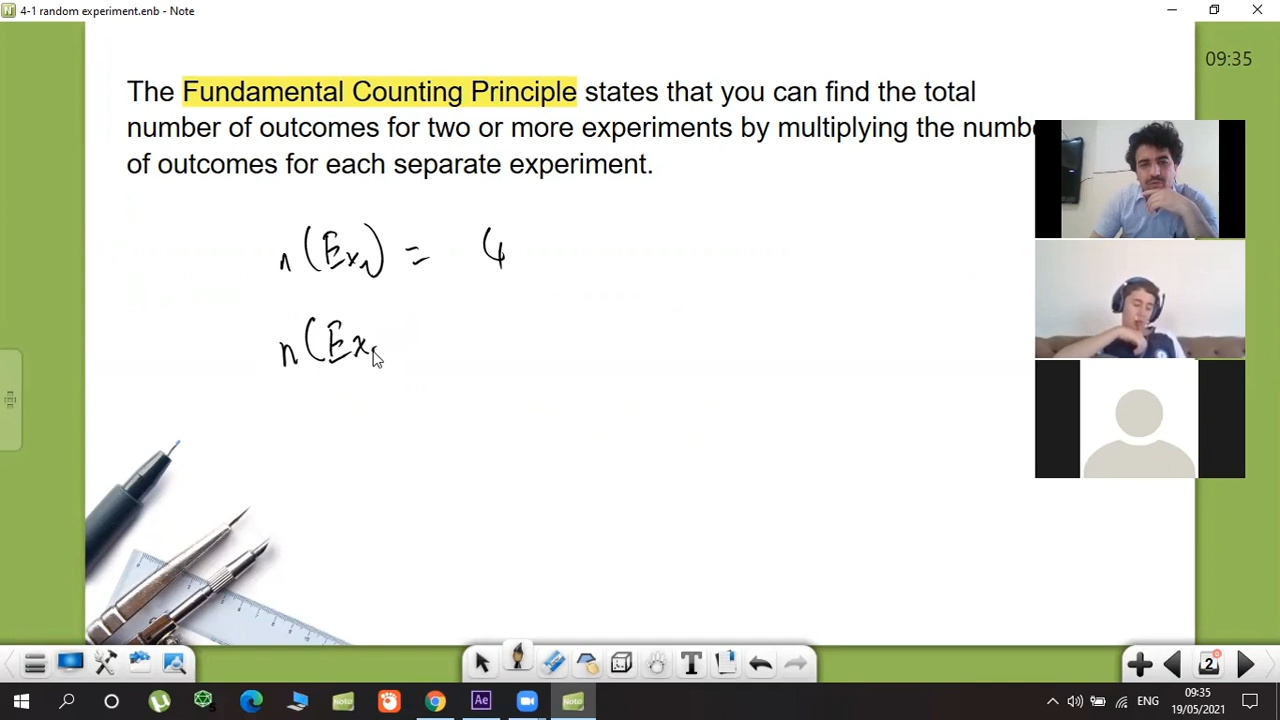 4-1 random experiment.enb - Note
09:35
The Fundamental Counting Principle states that you can find the total
number of outcomes for two or more experiments by multiplying the numb
of outcomes for each separate experiment.
n(Ex₁) = 4
n(Ex
2
ENG
09:35
19/05/2021